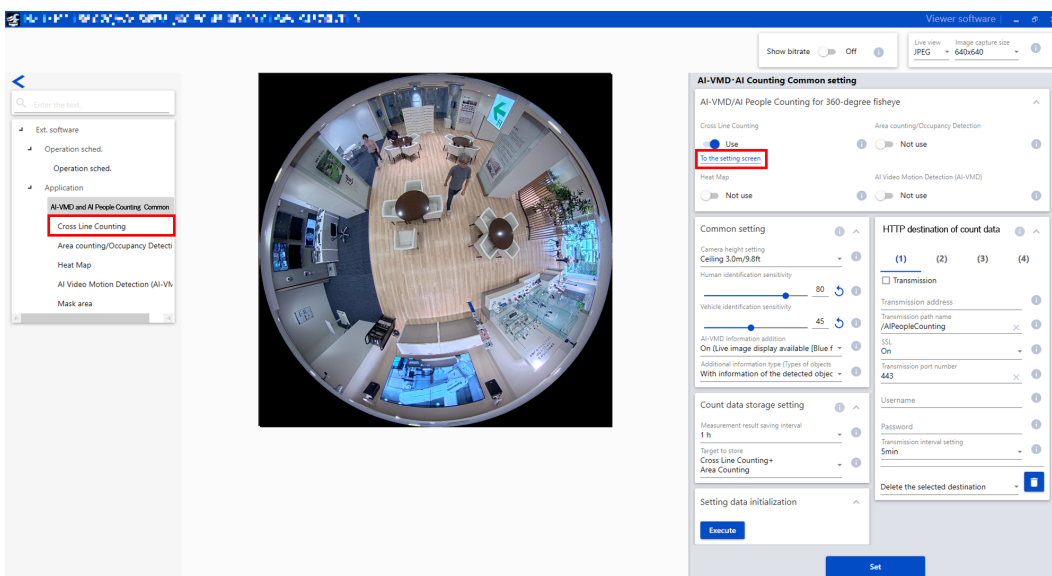 Viewer software
Show bitrate
Off
Live view
JPEG
Image capture size
640x640
Enter the text.
Ext. software
Operation sched.
Operation sched.
Application
AI-VMD and AI People Counting Common
Cross Line Counting
Area counting/Occupancy Detecti
Heat Map
AI Video Motion Detection (AI-VM
Mask area
AI-VMD･AI Counting Common setting
AI-VMD/AI People Counting for 360-degree fisheye
Cross Line Counting
Use
To the setting screen
Area counting/Occupancy Detection
Not use
Heat Map
Not use
AI Video Motion Detection (AI-VMD)
Not use
Common setting
Camera height setting
Ceiling 3.0m/9.8ft
Human identification sensitivity
80
Vehicle identification sensitivity
45
AI-VMD Information addition
On (Live image display available [Blue f
Additional information type (Types of objects
With information of the detected objec
Count data storage setting
Measurement result saving interval
1 h
Target to store
Cross Line Counting+
Area Counting
Setting data initialization
Execute
HTTP destination of count data
(1) (2) (3) (4)
Transmission
Transmission address
Transmission path name
/AIPeopleCounting
SSL
On
Transmission port number
443
Username
Password
Transmission interval setting
5min
Delete the selected destination
Set